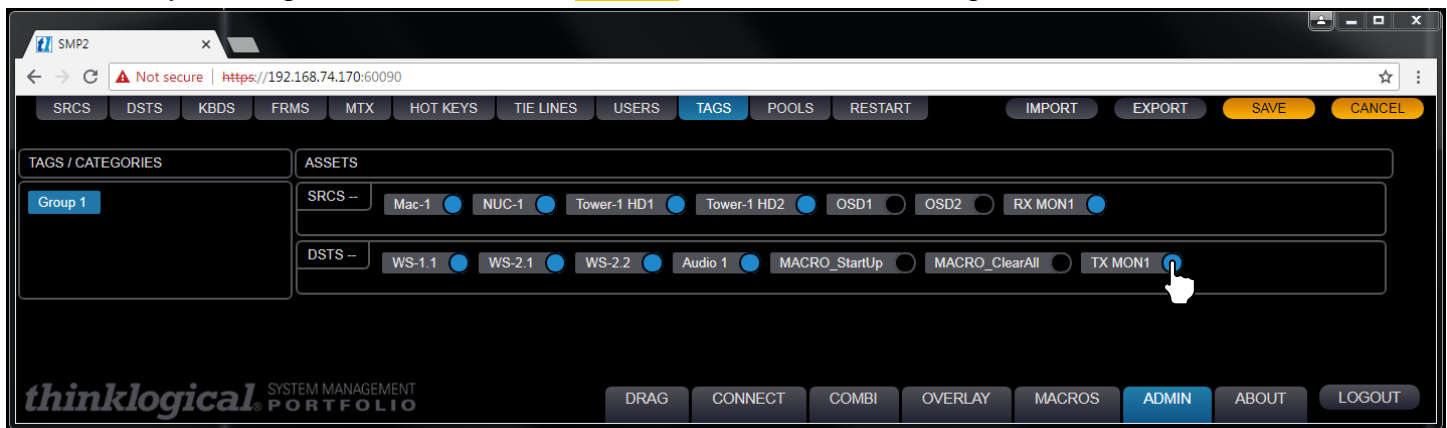 SMP2
Not secure | https://192.168.74.170:60090
SRCS DSTS KBDS FRMS MTX HOT KEYS TIE LINES USERS TAGS POOLS RESTART IMPORT EXPORT SAVE CANCEL
TAGS / CATEGORIES ASSETS
Group 1 SRCS -- Mac-1 NUC-1 Tower-1 HD1 Tower-1 HD2 OSD1 OSD2 RX MON1
DSTS -- WS-1.1 WS-2.1 WS-2.2 Audio 1 MACRO_StartUp MACRO_ClearAll TX MON1
thinklogical® SYSTEM MANAGEMENT
PORTFOLIO
DRAG CONNECT COMBI OVERLAY MACROS ADMIN ABOUT LOGOUT